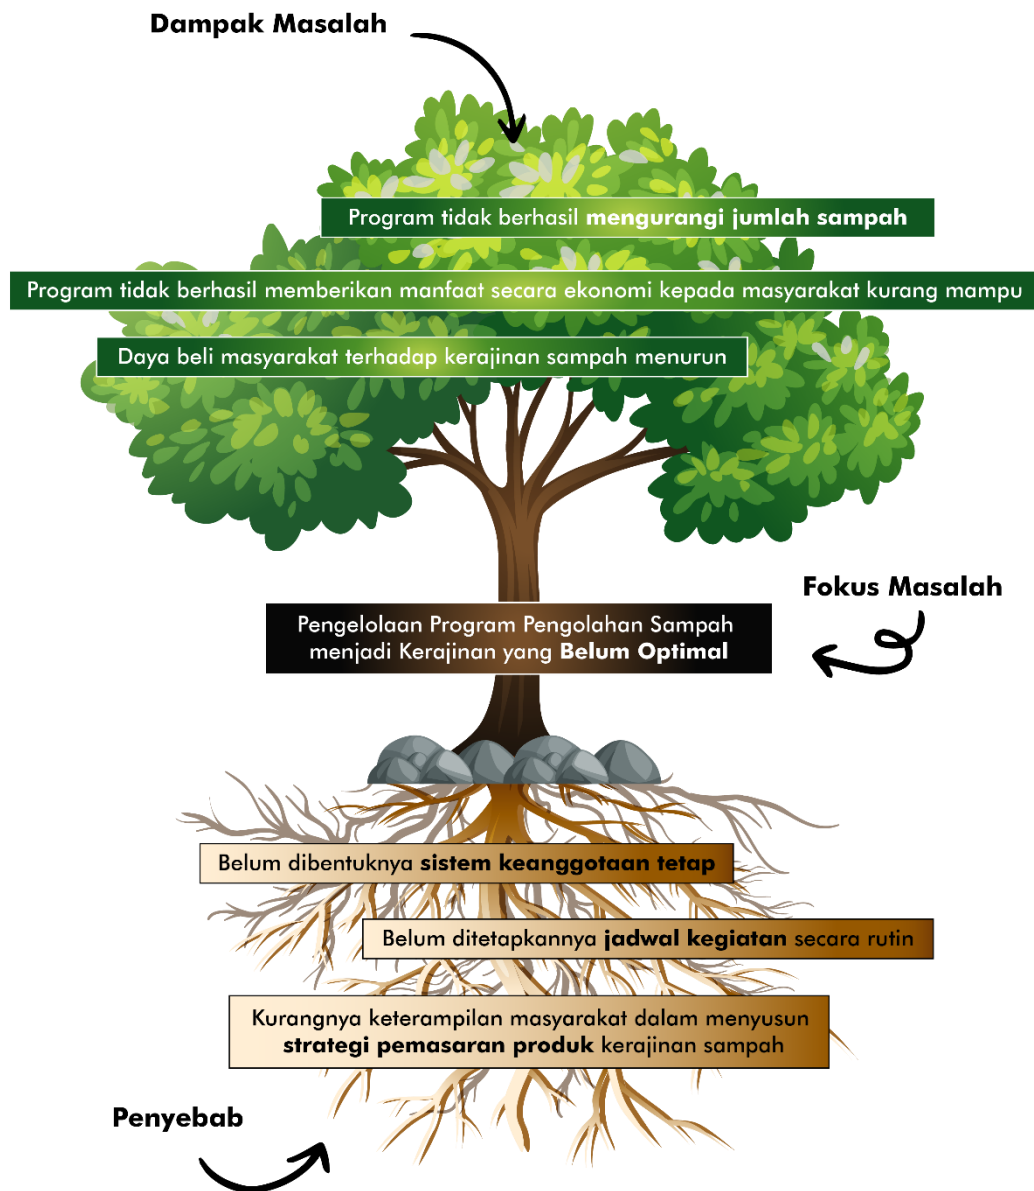 Dampak Masalah
Program tidak berhasil mengurangi jumlah sampah
Program tidak berhasil memberikan manfaat secara ekonomi kepada masyarakat kurang mampu
Daya beli masyarakat terhadap kerajinan sampah menurun
Fokus Masalah
Pengelolaan Program Pengolahan Sampah
menjadi Kerajinan yang Belum Optimal
Belum dibentuknya sistem keanggotaan tetap
Belum ditetapkannya jadwal kegiatan secara rutin
Kurangnya keterampilan masyarakat dalam menyusun
strategi pemasaran produk kerajinan sampah
Penyebab